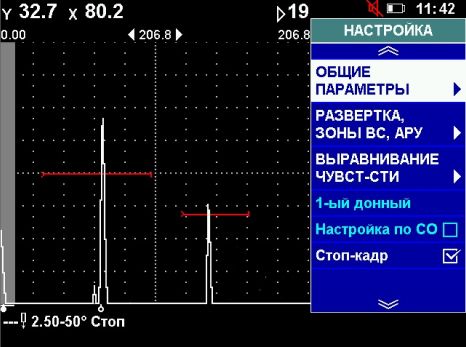 Y 32.7 X 80.2 ▷19 11:42
0.00 ◀ 206.8 ▶ 206.8
НАСТРОЙКА
ОБЩИЕ
ПАРАМЕТРЫ
РАЗВЕРТКА,
ЗОНЫ ВС, АРУ
ВЫРАВНИВАНИЕ
ЧУВСТ-СТИ
1-ый донный
Настройка по СО
Стоп-кадр
--- 2.50-50° Стоп